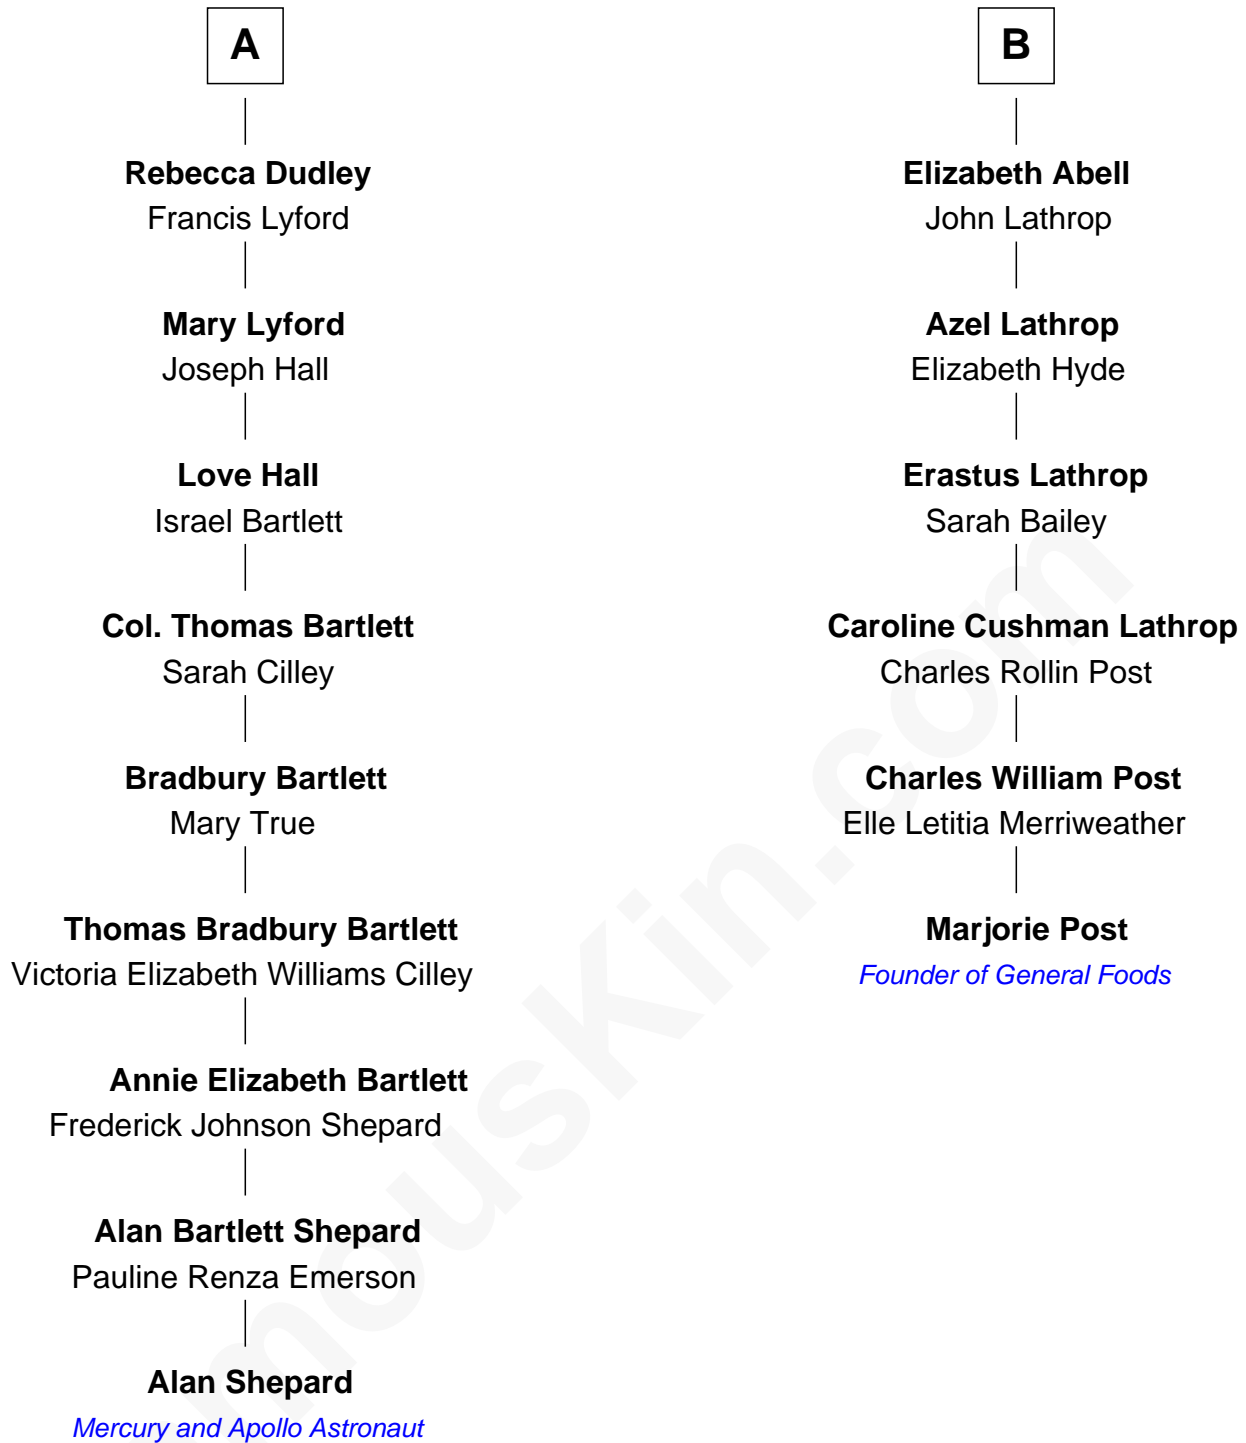 A
Rebecca Dudley
Francis Lyford
Mary Lyford
Joseph Hall
Love Hall
Israel Bartlett
Col. Thomas Bartlett
Sarah Cilley
Bradbury Bartlett
Mary True
Thomas Bradbury Bartlett
Victoria Elizabeth Williams Cilley
Annie Elizabeth Bartlett
Frederick Johnson Shepard
Alan Bartlett Shepard
Pauline Renza Emerson
Alan Shepard
Mercury and Apollo Astronaut
B
Elizabeth Abell
John Lathrop
Azel Lathrop
Elizabeth Hyde
Erastus Lathrop
Sarah Bailey
Caroline Cushman Lathrop
Charles Rollin Post
Charles William Post
Elle Letitia Merriweather
Marjorie Post
Founder of General Foods
mousKin.com